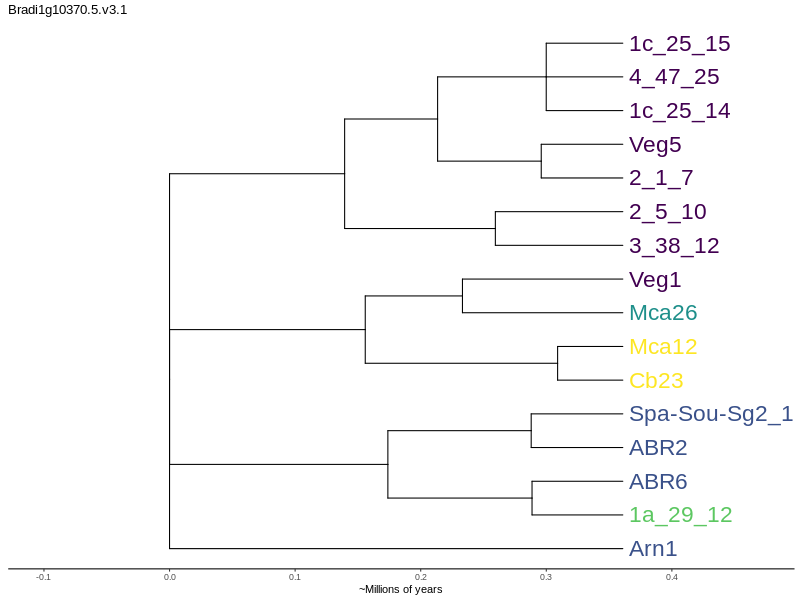 Bradi1g10370.5.v3.1
1c_25_15
4_47_25
1c_25_14
Veg5
2_1_7
2_5_10
3_38_12
Veg1
Mca26
Mca12
Cb23
Spa-Sou-Sg2_1
ABR2
ABR6
1a_29_12
Arn1
-0.1 0.0 0.1 0.2 0.3 0.4
~Millions of years